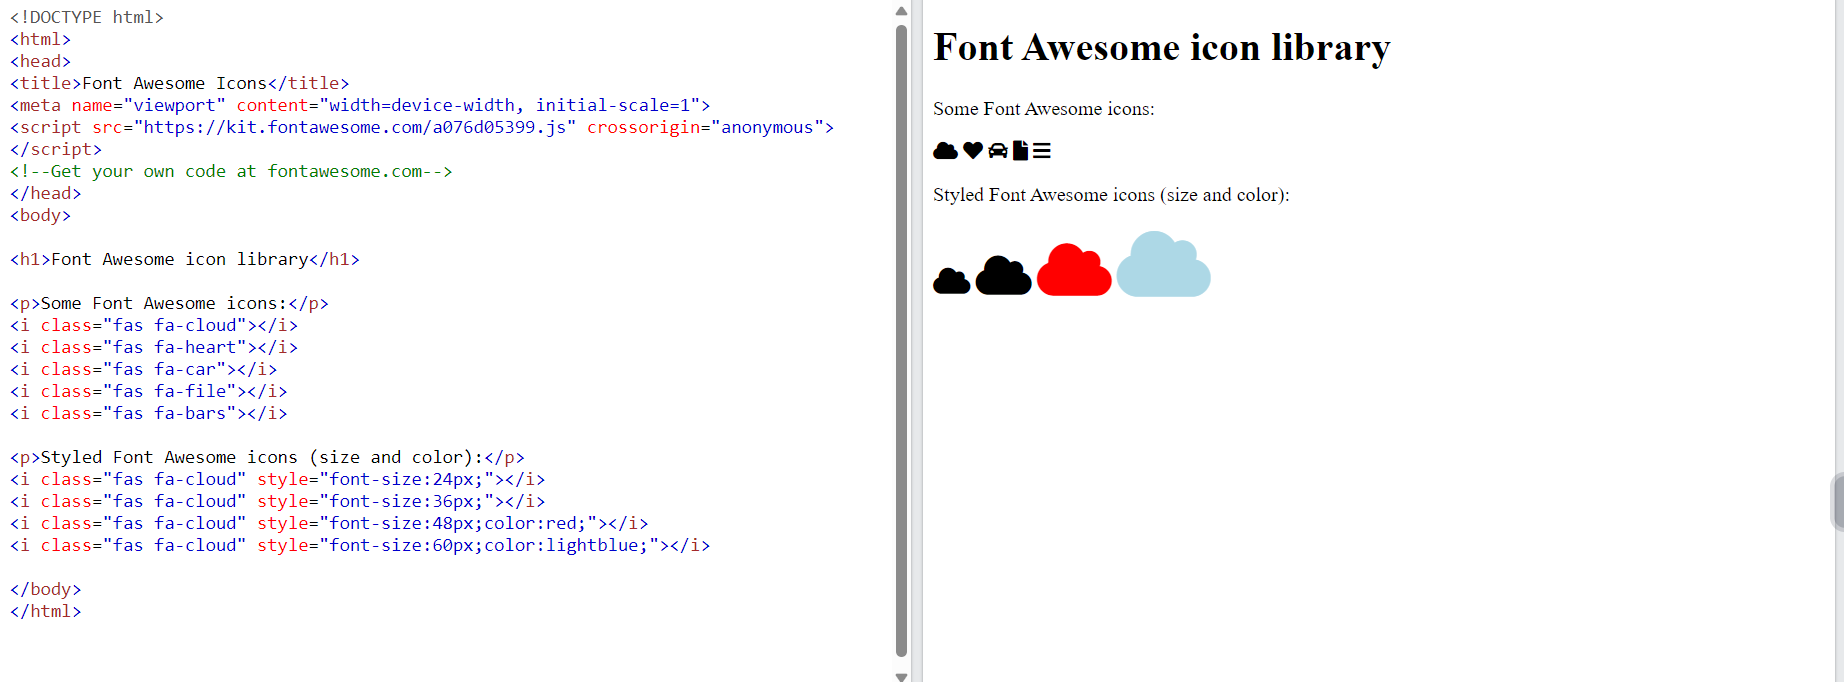 <!DOCTYPE html>
<html>
<head>
<title>Font Awesome Icons</title>
<meta name="viewport" content="width=device-width, initial-scale=1">
<script src="https://kit.fontawesome.com/a076d05399.js" crossorigin="anonymous">
</script>
<!--Get your own code at fontawesome.com-->
</head>
<body>
<h1>Font Awesome icon library</h1>
<p>Some Font Awesome icons:</p>
<i class="fas fa-cloud"></i>
<i class="fas fa-heart"></i>
<i class="fas fa-car"></i>
<i class="fas fa-file"></i>
<i class="fas fa-bars"></i>
<p>Styled Font Awesome icons (size and color):</p>
<i class="fas fa-cloud" style="font-size:24px;"></i>
<i class="fas fa-cloud" style="font-size:36px;"></i>
<i class="fas fa-cloud" style="font-size:48px;color:red;"></i>
<i class="fas fa-cloud" style="font-size:60px;color:lightblue;"></i>
</body>
</html>
Font Awesome icon library
Some Font Awesome icons:
Styled Font Awesome icons (size and color):